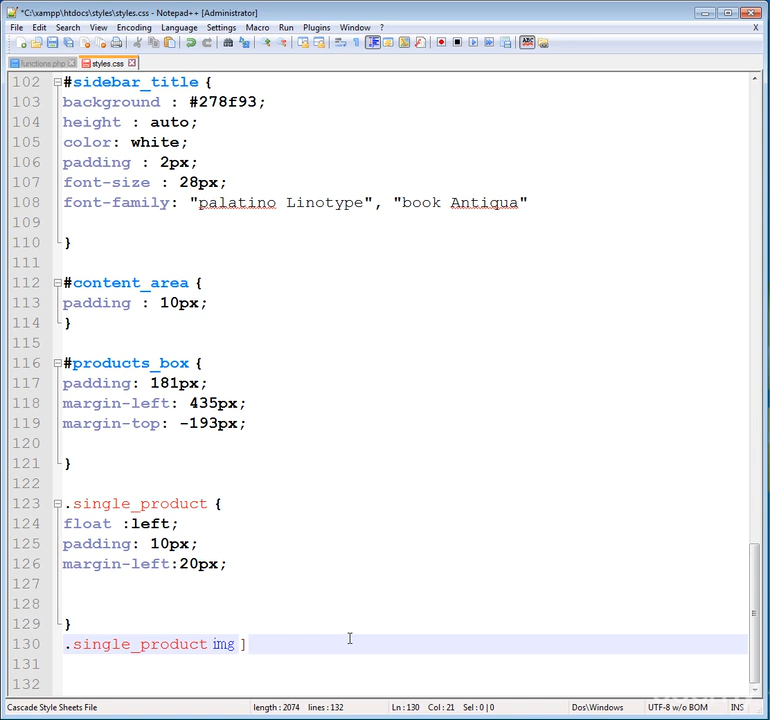 *C:\xampp\htdocs\styles\styles.css - Notepad++ [Administrator]
File Edit Search View Encoding Language Settings Macro Run Plugins Window ? X
functions.php styles.css
102 #sidebar_title {
103 background : #278f93;
104 height : auto;
105 color: white;
106 padding : 2px;
107 font-size : 28px;
108 font-family: "palatino Linotype", "book Antiqua"
109
110 }
111
112 #content_area {
113 padding : 10px;
114 }
115
116 #products_box {
117 padding: 181px;
118 margin-left: 435px;
119 margin-top: -193px;
120
121 }
122
123 .single_product {
124 float :left;
125 padding: 10px;
126 margin-left:20px;
127
128
129 }
130 .single_product img ]
131
132
Cascade Style Sheets File length : 2074 lines : 132 Ln : 130 Col : 21 Sel : 0 | 0 Dos\Windows UTF-8 w/o BOM INS